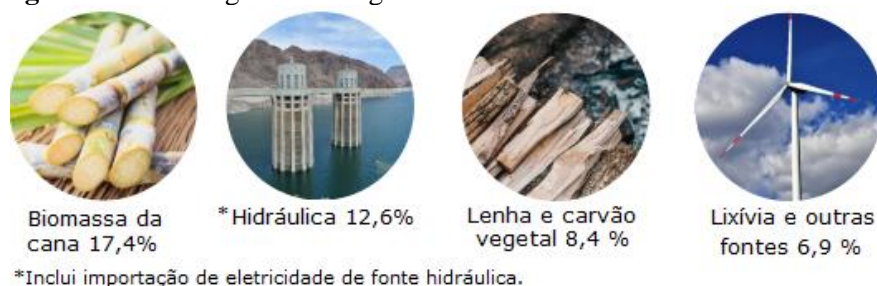 Biomassa da
cana 17,4%
*Hidráulica 12,6%
Lenha e carvão
vegetal 8,4 %
Lixívia e outras
fontes 6,9 %
*Inclui importação de eletricidade de fonte hidráulica.